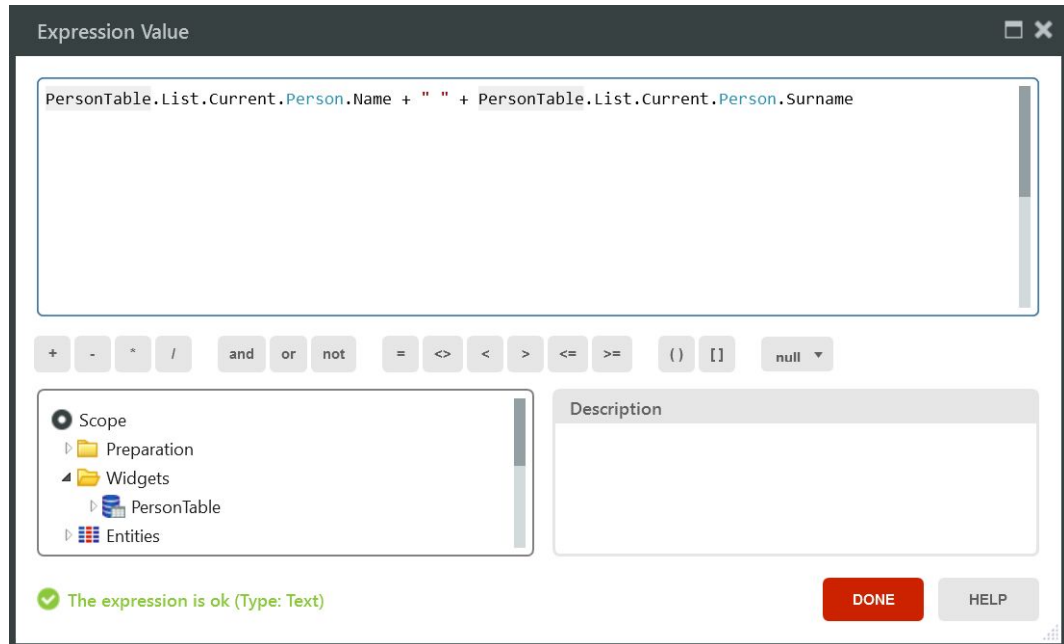 Expression Value
PersonTable.List.Current.Person.Name + " " + PersonTable.List.Current.Person.Surname
+ - * / and or not = <> < > <= >= ( ) [ ] null
Scope
Preparation
Widgets
PersonTable
Entities
Description
The expression is ok (Type: Text)
DONE HELP